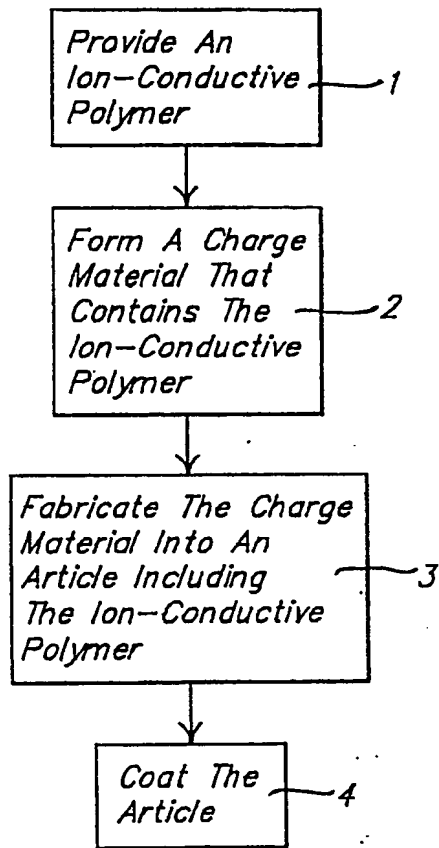 Provide An
Ion-Conductive
Polymer
1
Form A Charge
Material That
Contains The
Ion-Conductive
Polymer
2
Fabricate The Charge
Material Into An
Article Including
The Ion-Conductive
Polymer
3
Coat The
Article
4